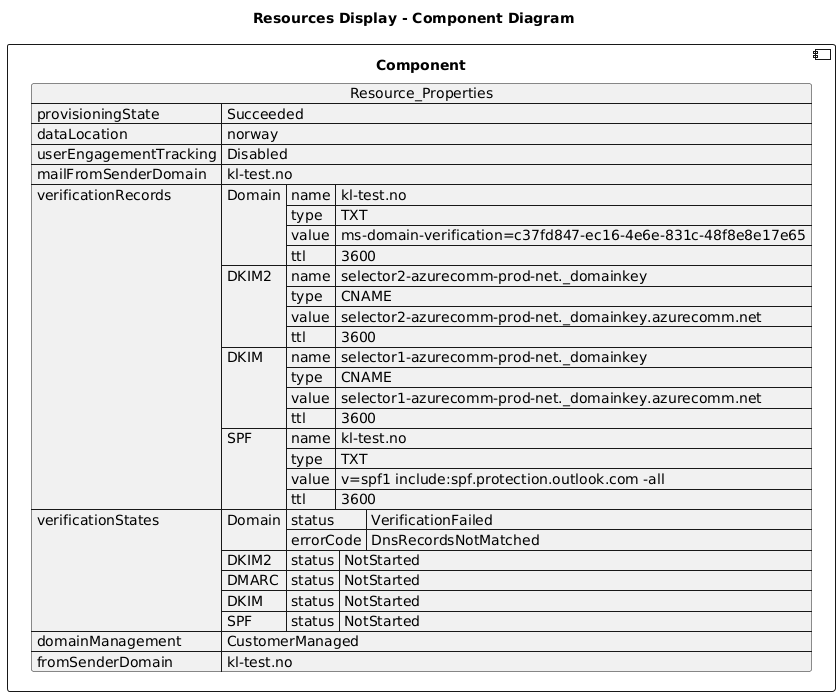 Resources Display - Component Diagram
Component
Resource_Properties
provisioningState Succeeded
dataLocation norway
userEngagementTracking Disabled
mailFromSenderDomain kl-test.no
verificationRecords Domain name kl-test.no
type TXT
value ms-domain-verification=c37fd847-ec16-4e6e-831c-48f8e8e17e65
ttl 3600
DKIM2 name selector2-azurecomm-prod-net._domainkey
type CNAME
value selector2-azurecomm-prod-net._domainkey.azurecomm.net
ttl 3600
DKIM name selector1-azurecomm-prod-net._domainkey
type CNAME
value selector1-azurecomm-prod-net._domainkey.azurecomm.net
ttl 3600
SPF name kl-test.no
type TXT
value v=spf1 include:spf.protection.outlook.com -all
ttl 3600
verificationStates Domain status VerificationFailed
errorCode DnsRecordsNotMatched
DKIM2 status NotStarted
DMARC status NotStarted
DKIM status NotStarted
SPF status NotStarted
domainManagement CustomerManaged
fromSenderDomain kl-test.no